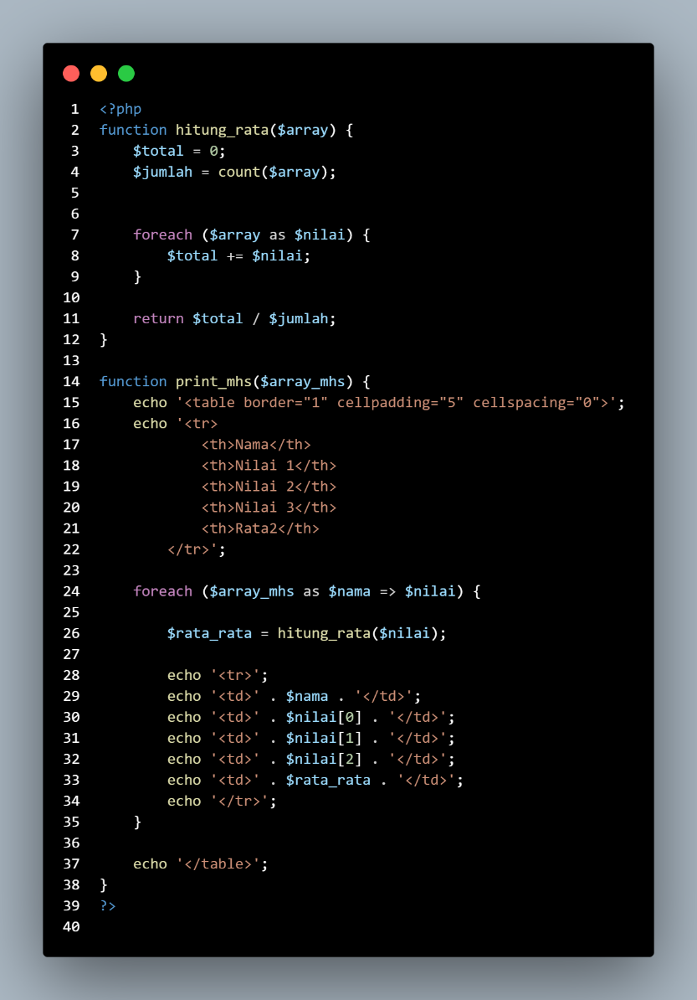 1 <?php
2 function hitung_rata($array) {
3     $total = 0;
4     $jumlah = count($array);
5
6
7     foreach ($array as $nilai) {
8         $total += $nilai;
9     }
10
11     return $total / $jumlah;
12 }
13
14 function print_mhs($array_mhs) {
15     echo '<table border="1" cellpadding="5" cellspacing="0">';
16     echo '<tr>
17             <th>Nama</th>
18             <th>Nilai 1</th>
19             <th>Nilai 2</th>
20             <th>Nilai 3</th>
21             <th>Rata2</th>
22         </tr>';
23
24     foreach ($array_mhs as $nama => $nilai) {
25
26         $rata_rata = hitung_rata($nilai);
27
28         echo '<tr>';
29         echo '<td>' . $nama . '</td>';
30         echo '<td>' . $nilai[0] . '</td>';
31         echo '<td>' . $nilai[1] . '</td>';
32         echo '<td>' . $nilai[2] . '</td>';
33         echo '<td>' . $rata_rata . '</td>';
34         echo '</tr>';
35     }
36
37     echo '</table>';
38 }
39 ?>
40